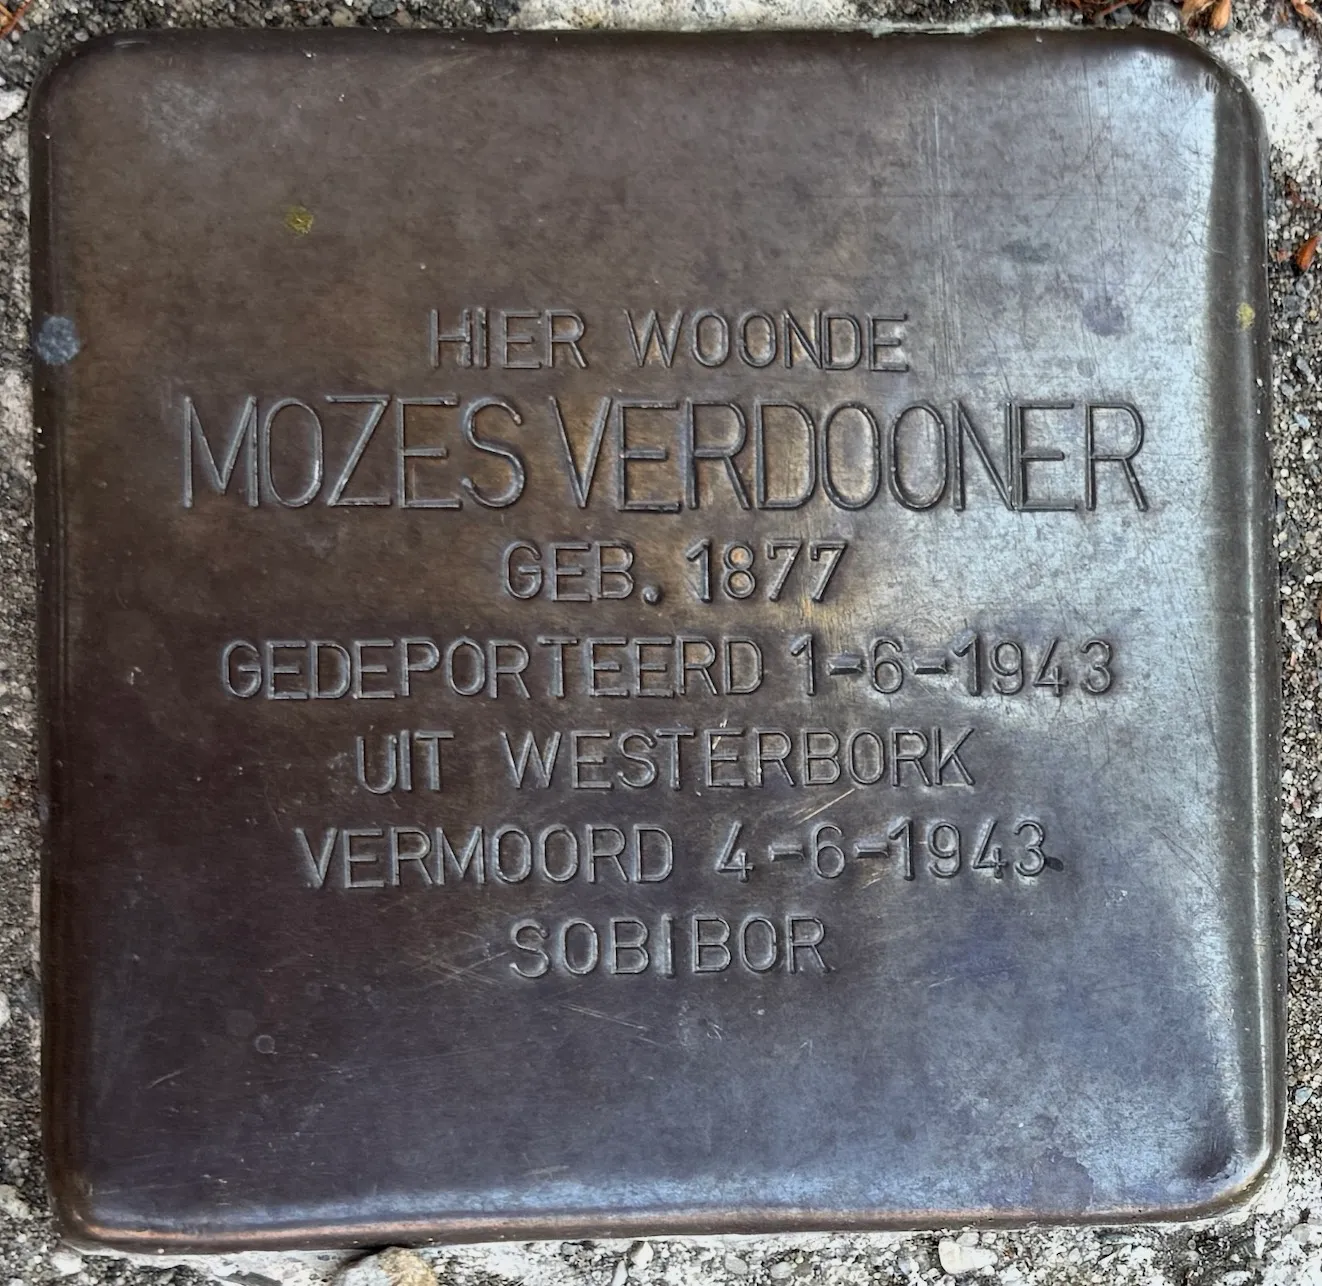 HIER WOONDE
MOZES VERDOONER
GEB. 1877
GEDEPORTEERD 1-6-1943
UIT WESTERBORK
VERMOORD 4-6-1943
SOBIBOR